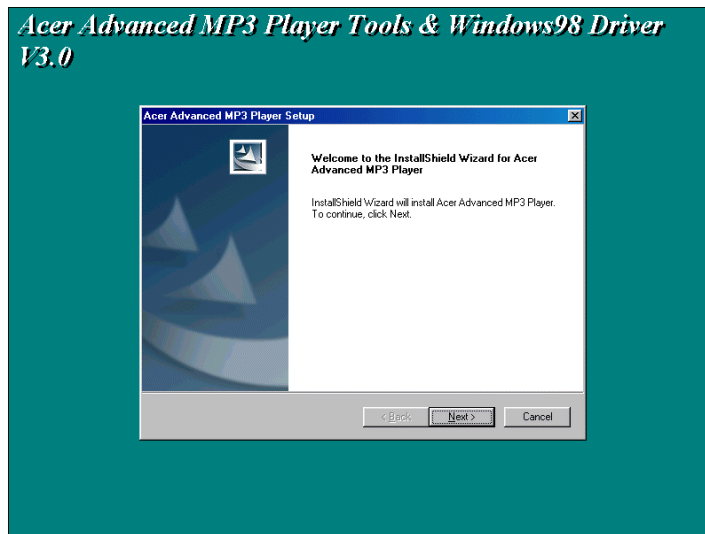 Acer Advanced MP3 Player Tools & Windows98 Driver
V3.0
Acer Advanced MP3 Player Setup
Welcome to the InstallShield Wizard for Acer
Advanced MP3 Player
InstallShield Wizard will install Acer Advanced MP3 Player.
To continue, click Next.
< Back
Next >
Cancel